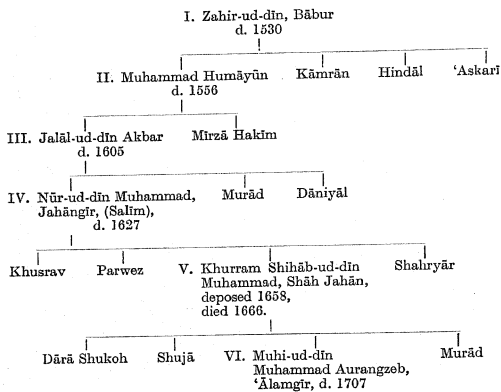 I. Zahir-ud-dīn, Bābur
d. 1530
II. Muhammad Humāyūn
d. 1556
Kāmrān
Hindāl
‘Askarī
III. Jalāl-ud-dīn Akbar
d. 1605
Mīrzā Hakīm
IV. Nūr-ud-dīn Muhammad,
Jahāngīr, (Salīm),
d. 1627
Murād
Dāniyāl
Khusrav
Parwez
V. Khurram Shihāb-ud-dīn
Muhammad, Shāh Jahān,
deposed 1658,
died 1666.
Shahryār
Dārā Shukoh
Shujā
VI. Muhi-ud-dīn
Muhammad Aurangzeb,
‘Ālamgīr, d. 1707
Murād